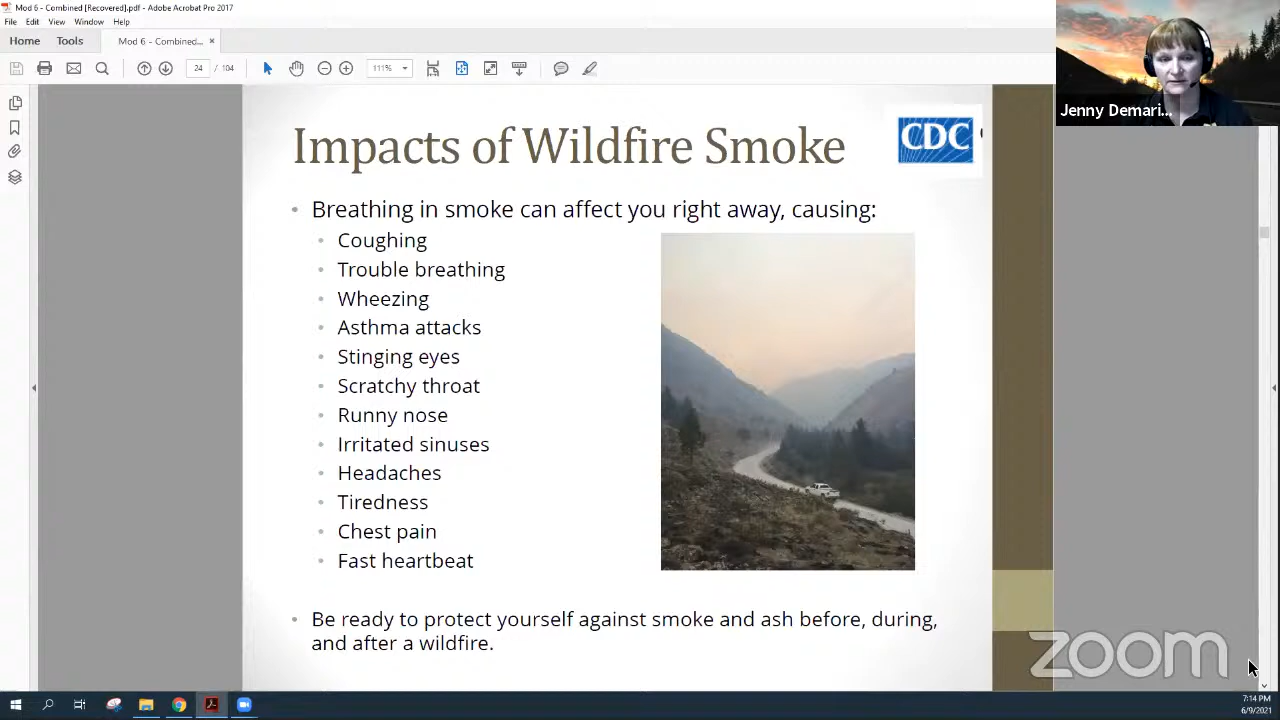 Mod 6 - Combined [Recovered].pdf - Adobe Acrobat Pro 2017
File Edit View Window Help
Home Tools Mod 6 - Combined... ×
24 / 104 111%
Jenny Demari...
Impacts of Wildfire Smoke
CDC
• Breathing in smoke can affect you right away, causing:
• Coughing
• Trouble breathing
• Wheezing
• Asthma attacks
• Stinging eyes
• Scratchy throat
• Runny nose
• Irritated sinuses
• Headaches
• Tiredness
• Chest pain
• Fast heartbeat
• Be ready to protect yourself against smoke and ash before, during,
and after a wildfire.
zoom
7:14 PM
6/9/2021